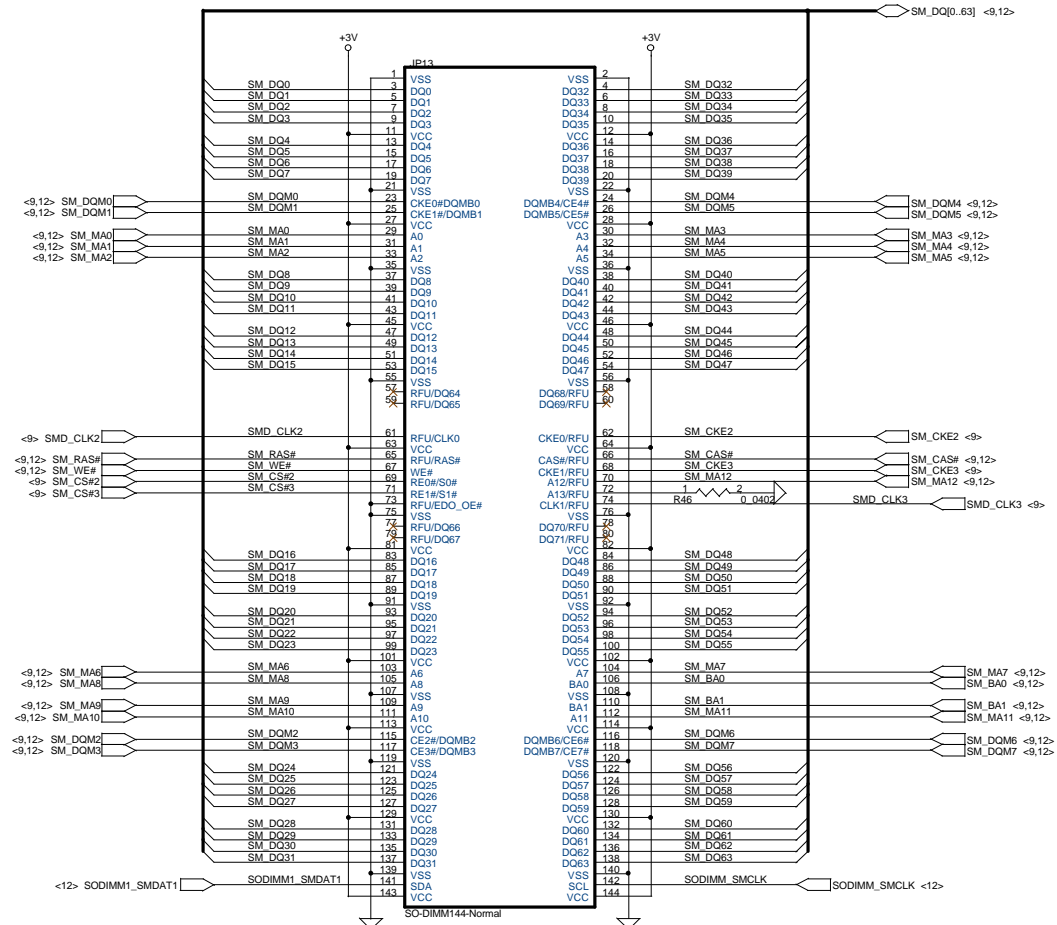 SM_DQ[0..63] <9,12>
+3V +3V
JP13
1 VSS VSS 2
SM_DQ0 3 DQ0 DQ32 4 SM_DQ32
SM_DQ1 5 DQ1 DQ33 6 SM_DQ33
SM_DQ2 7 DQ2 DQ34 8 SM_DQ34
SM_DQ3 9 DQ3 DQ35 10 SM_DQ35
11 VCC VCC 12
SM_DQ4 13 DQ4 DQ36 14 SM_DQ36
SM_DQ5 15 DQ5 DQ37 16 SM_DQ37
SM_DQ6 17 DQ6 DQ38 18 SM_DQ38
SM_DQ7 19 DQ7 DQ39 20 SM_DQ39
21 VSS VSS 22
<9,12> SM_DQM0 SM_DQM0 23 CKE0#DQMB0 DQMB4/CE4# 24 SM_DQM4 SM_DQM4 <9,12>
<9,12> SM_DQM1 SM_DQM1 25 CKE1#/DQMB1 DQMB5/CE5# 26 SM_DQM5 SM_DQM5 <9,12>
27 VCC VCC 28
<9,12> SM_MA0 SM_MA0 29 A0 A3 30 SM_MA3 SM_MA3 <9,12>
<9,12> SM_MA1 SM_MA1 31 A1 A4 32 SM_MA4 SM_MA4 <9,12>
<9,12> SM_MA2 SM_MA2 33 A2 A5 34 SM_MA5 SM_MA5 <9,12>
35 VSS VSS 36
SM_DQ8 37 DQ8 DQ40 38 SM_DQ40
SM_DQ9 39 DQ9 DQ41 40 SM_DQ41
SM_DQ10 41 DQ10 DQ42 42 SM_DQ42
SM_DQ11 43 DQ11 DQ43 44 SM_DQ43
45 VCC VCC 46
SM_DQ12 47 DQ12 DQ44 48 SM_DQ44
SM_DQ13 49 DQ13 DQ45 50 SM_DQ45
SM_DQ14 51 DQ14 DQ46 52 SM_DQ46
SM_DQ15 53 DQ15 DQ47 54 SM_DQ47
55 VSS VSS 56
57 RFU/DQ64 DQ68/RFU 58
59 RFU/DQ65 DQ69/RFU 60
<9> SMD_CLK2 SMD_CLK2 61 RFU/CLK0 CKE0/RFU 62 SM_CKE2 SM_CKE2 <9>
63 VCC VCC 64
<9,12> SM_RAS# SM_RAS# 65 RFU/RAS# CAS#/RFU 66 SM_CAS# SM_CAS# <9,12>
<9,12> SM_WE# SM_WE# 67 WE# CKE1/RFU 68 SM_CKE3 SM_CKE3 <9>
<9> SM_CS#2 SM_CS#2 69 RE0#/S0# A12/RFU 70 SM_MA12 SM_MA12 <9,12>
<9> SM_CS#3 SM_CS#3 71 RE1#/S1# A13/RFU 72 1 2 R46 0_0402
73 RFU/EDO_OE# CLK1/RFU 74 SMD_CLK3 SMD_CLK3 <9>
75 VSS VSS 76
77 RFU/DQ66 DQ70/RFU 78
79 RFU/DQ67 DQ71/RFU 80
81 VCC VCC 82
SM_DQ16 83 DQ16 DQ48 84 SM_DQ48
SM_DQ17 85 DQ17 DQ49 86 SM_DQ49
SM_DQ18 87 DQ18 DQ50 88 SM_DQ50
SM_DQ19 89 DQ19 DQ51 90 SM_DQ51
91 VSS VSS 92
SM_DQ20 93 DQ20 DQ52 94 SM_DQ52
SM_DQ21 95 DQ21 DQ53 96 SM_DQ53
SM_DQ22 97 DQ22 DQ54 98 SM_DQ54
SM_DQ23 99 DQ23 DQ55 100 SM_DQ55
101 VCC VCC 102
<9,12> SM_MA6 SM_MA6 103 A6 A7 104 SM_MA7 SM_MA7 <9,12>
<9,12> SM_MA8 SM_MA8 105 A8 BA0 106 SM_BA0 SM_BA0 <9,12>
107 VSS VSS 108
<9,12> SM_MA9 SM_MA9 109 A9 BA1 110 SM_BA1 SM_BA1 <9,12>
<9,12> SM_MA10 SM_MA10 111 A10 A11 112 SM_MA11 SM_MA11 <9,12>
113 VCC VCC 114
<9,12> SM_DQM2 SM_DQM2 115 CE2#/DQMB2 DQMB6/CE6# 116 SM_DQM6 SM_DQM6 <9,12>
<9,12> SM_DQM3 SM_DQM3 117 CE3#/DQMB3 DQMB7/CE7# 118 SM_DQM7 SM_DQM7 <9,12>
119 VSS VSS 120
SM_DQ24 121 DQ24 DQ56 122 SM_DQ56
SM_DQ25 123 DQ25 DQ57 124 SM_DQ57
SM_DQ26 125 DQ26 DQ58 126 SM_DQ58
SM_DQ27 127 DQ27 DQ59 128 SM_DQ59
129 VCC VCC 130
SM_DQ28 131 DQ28 DQ60 132 SM_DQ60
SM_DQ29 133 DQ29 DQ61 134 SM_DQ61
SM_DQ30 135 DQ30 DQ62 136 SM_DQ62
SM_DQ31 137 DQ31 DQ63 138 SM_DQ63
139 VSS VSS 140
<12> SODIMM1_SMDAT1 SODIMM1_SMDAT1 141 SDA SCL 142 SODIMM_SMCLK SODIMM_SMCLK <12>
143 VCC VCC 144
SO-DIMM144-Normal